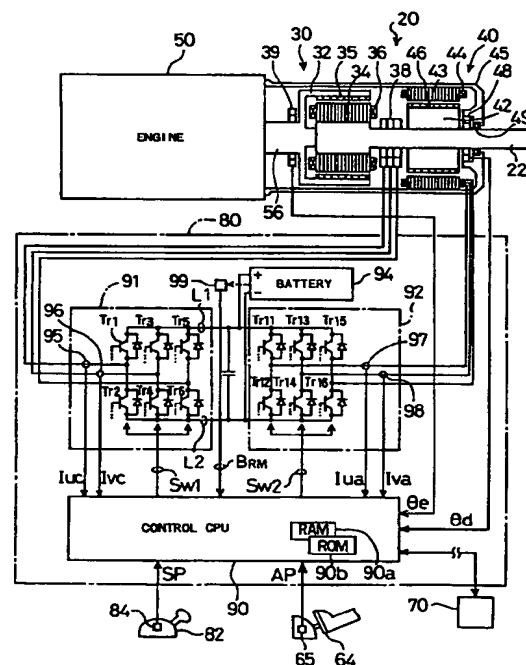 20
50
30
40
39 32 35 36 38 46 43 44 45
34
48
42
49
ENGINE
22
56
80
94
91
99
BATTERY
+
-
92
L1
96
Tr1 Tr3 Tr5
Tr11 Tr13 Tr15
95
97
Tr2 Tr4 Tr6
Tr12 Tr14 Tr16
98
L2
Iuc Ivc
Sw1
BRM
Sw2
Iua Iva
θe
θd
CONTROL CPU
RAM
ROM
SP
90
AP
90b 90a
70
84
82
65 64